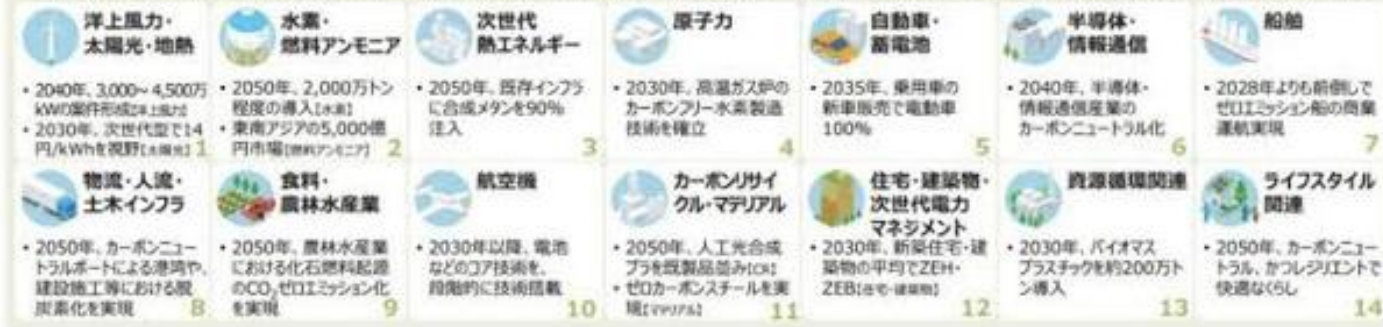 洋上風力・
太陽光・地熱
・2040年、3,000～4,500万
kWの案件形成【洋上風力】
・2030年、次世代型で14
円/kWhを視野【太陽光】
1
水素・
燃料アンモニア
・2050年、2,000万トン
程度の導入【水素】
・東南アジアの5,000億
円市場【燃料アンモニア】
2
次世代
熱エネルギー
・2050年、既存インフラ
に合成メタンを90%
注入
3
原子力
・2030年、高温ガス炉の
カーボンフリー水素製造
技術を確立
4
自動車・
蓄電池
・2035年、乗用車の
新車販売で電動車
100%
5
半導体・
情報通信
・2040年、半導体・
情報通信産業の
カーボンニュートラル化
6
船舶
・2028年よりも前倒しで
ゼロエミッション船の商業
運航実現
7
物流・人流・
土木インフラ
・2050年、カーボンニュー
トラルポートによる港湾や、
建設施工等における脱
炭素化を実現
8
食料・
農林水産業
・2050年、農林水産業
における化石燃料起源
のCO₂ゼロエミッション化
を実現
9
航空機
・2030年以降、電池
などのコア技術を、
段階的に技術搭載
10
カーボンリサイ
クル・マテリアル
・2050年、人工光合成
プラを既製品並み【CR】
・ゼロカーボンスチールを実
現【マテリアル】
11
住宅・建築物・
次世代電力
マネジメント
・2030年、新築住宅・建
築物の平均でZEH・
ZEB【住宅・建築物】
12
資源循環関連
・2030年、バイオマス
プラスチックを約200万ト
ン導入
13
ライフスタイル
関連
・2050年、カーボンニュー
トラル、かつレジリエントで
快適なくらし
14